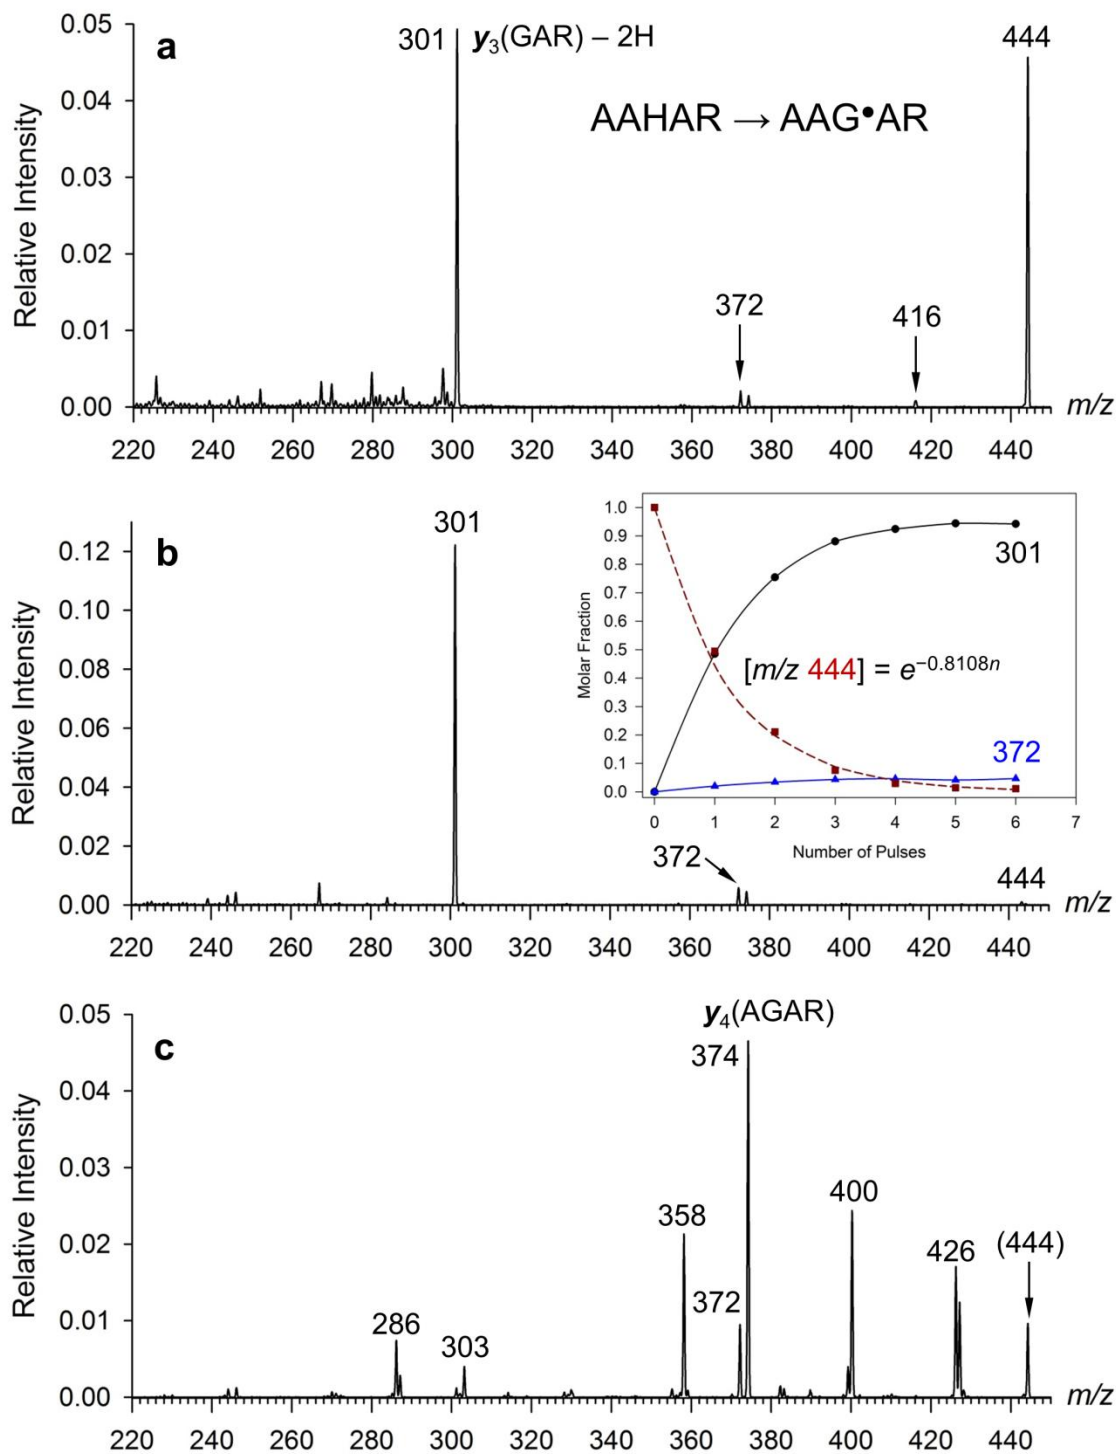 a
301
y₃(GAR) – 2H
444
AAHAR → AAG•AR
372
416
Relative Intensity
0.05
0.04
0.03
0.02
0.01
0.00
220 240 260 280 300 320 340 360 380 400 420 440 m/z
b
301
372
444
Relative Intensity
0.12
0.10
0.08
0.06
0.04
0.02
0.00
220 240 260 280 300 320 340 360 380 400 420 440 m/z
Molar Fraction
1.0
0.9
0.8
0.7
0.6
0.5
0.4
0.3
0.2
0.1
0.0
301
[m/z 444] = e⁻⁰·⁸¹⁰⁸ⁿ
372
0 1 2 3 4 5 6 7
Number of Pulses
c
y₄(AGAR)
374
400
358
(444)
426
372
286
303
Relative Intensity
0.05
0.04
0.03
0.02
0.01
0.00
220 240 260 280 300 320 340 360 380 400 420 440 m/z